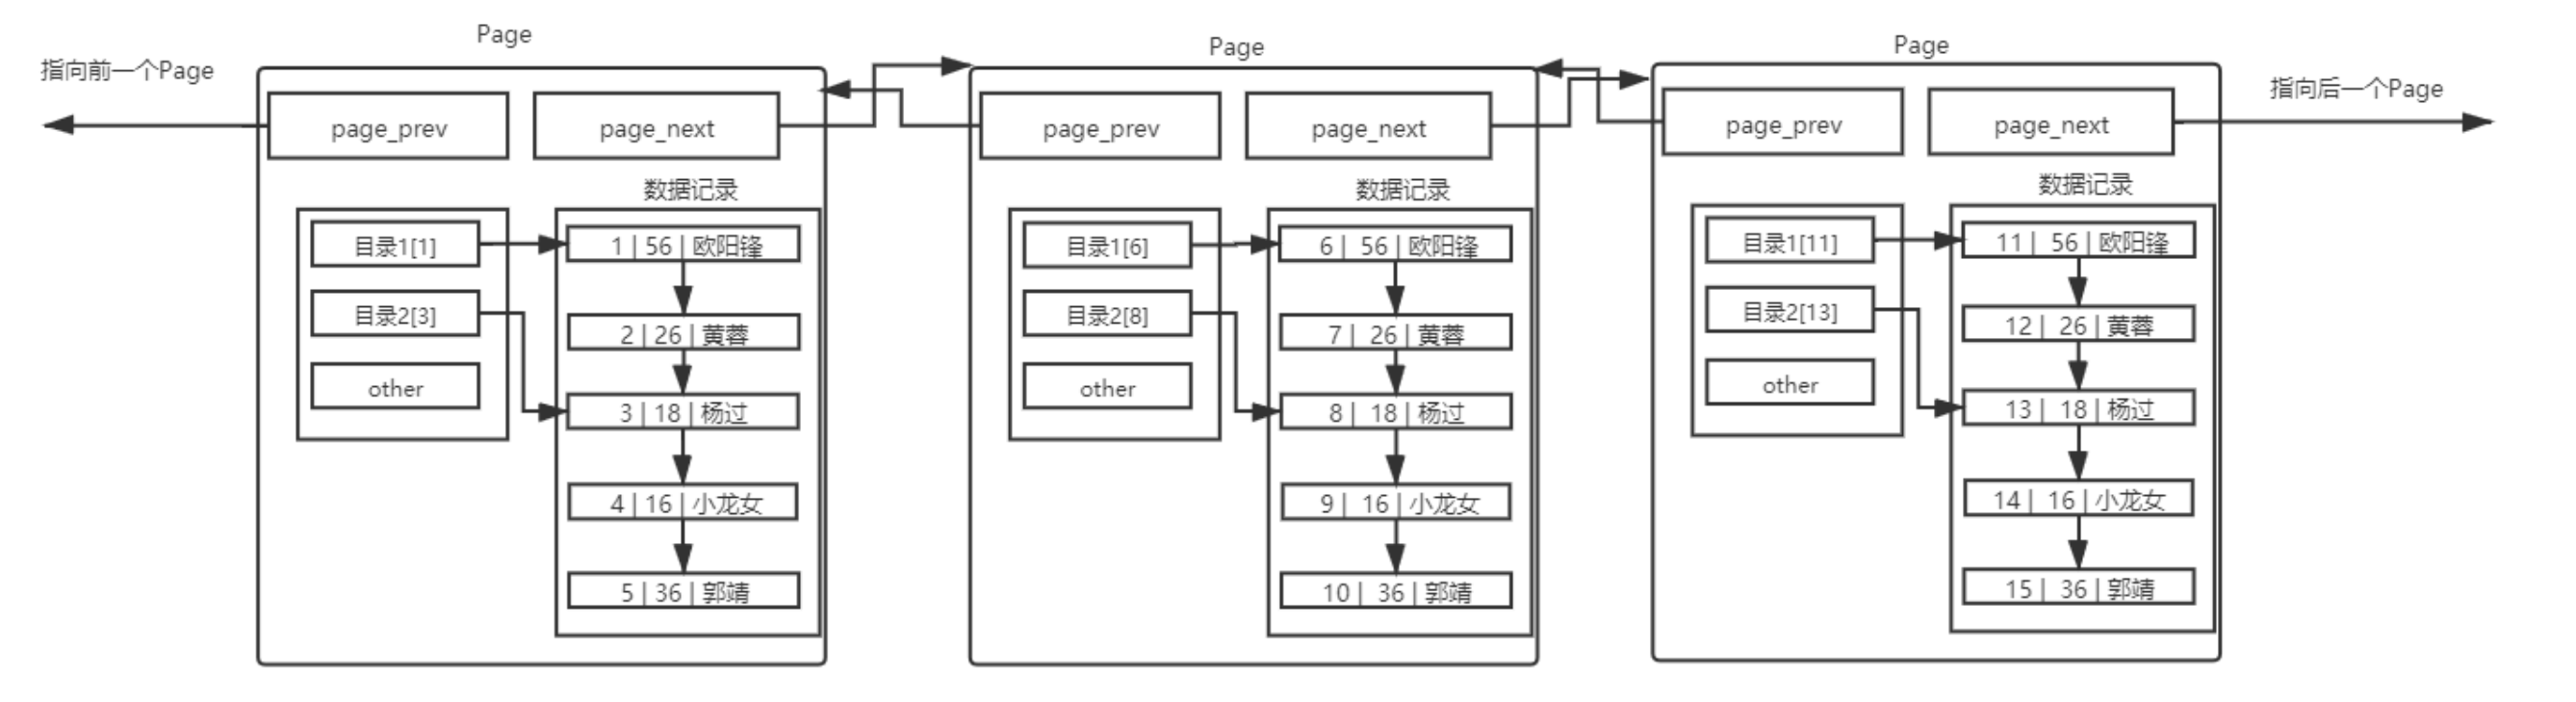 指向前一个Page
Page
page_prev
page_next
数据记录
目录1[1]
目录2[3]
other
1 | 56 | 欧阳锋
2 | 26 | 黄蓉
3 | 18 | 杨过
4 | 16 | 小龙女
5 | 36 | 郭靖
Page
page_prev
page_next
数据记录
目录1[6]
目录2[8]
other
6 | 56 | 欧阳锋
7 | 26 | 黄蓉
8 | 18 | 杨过
9 | 16 | 小龙女
10 | 36 | 郭靖
Page
page_prev
page_next
数据记录
目录1[11]
目录2[13]
other
11 | 56 | 欧阳锋
12 | 26 | 黄蓉
13 | 18 | 杨过
14 | 16 | 小龙女
15 | 36 | 郭靖
指向后一个Page